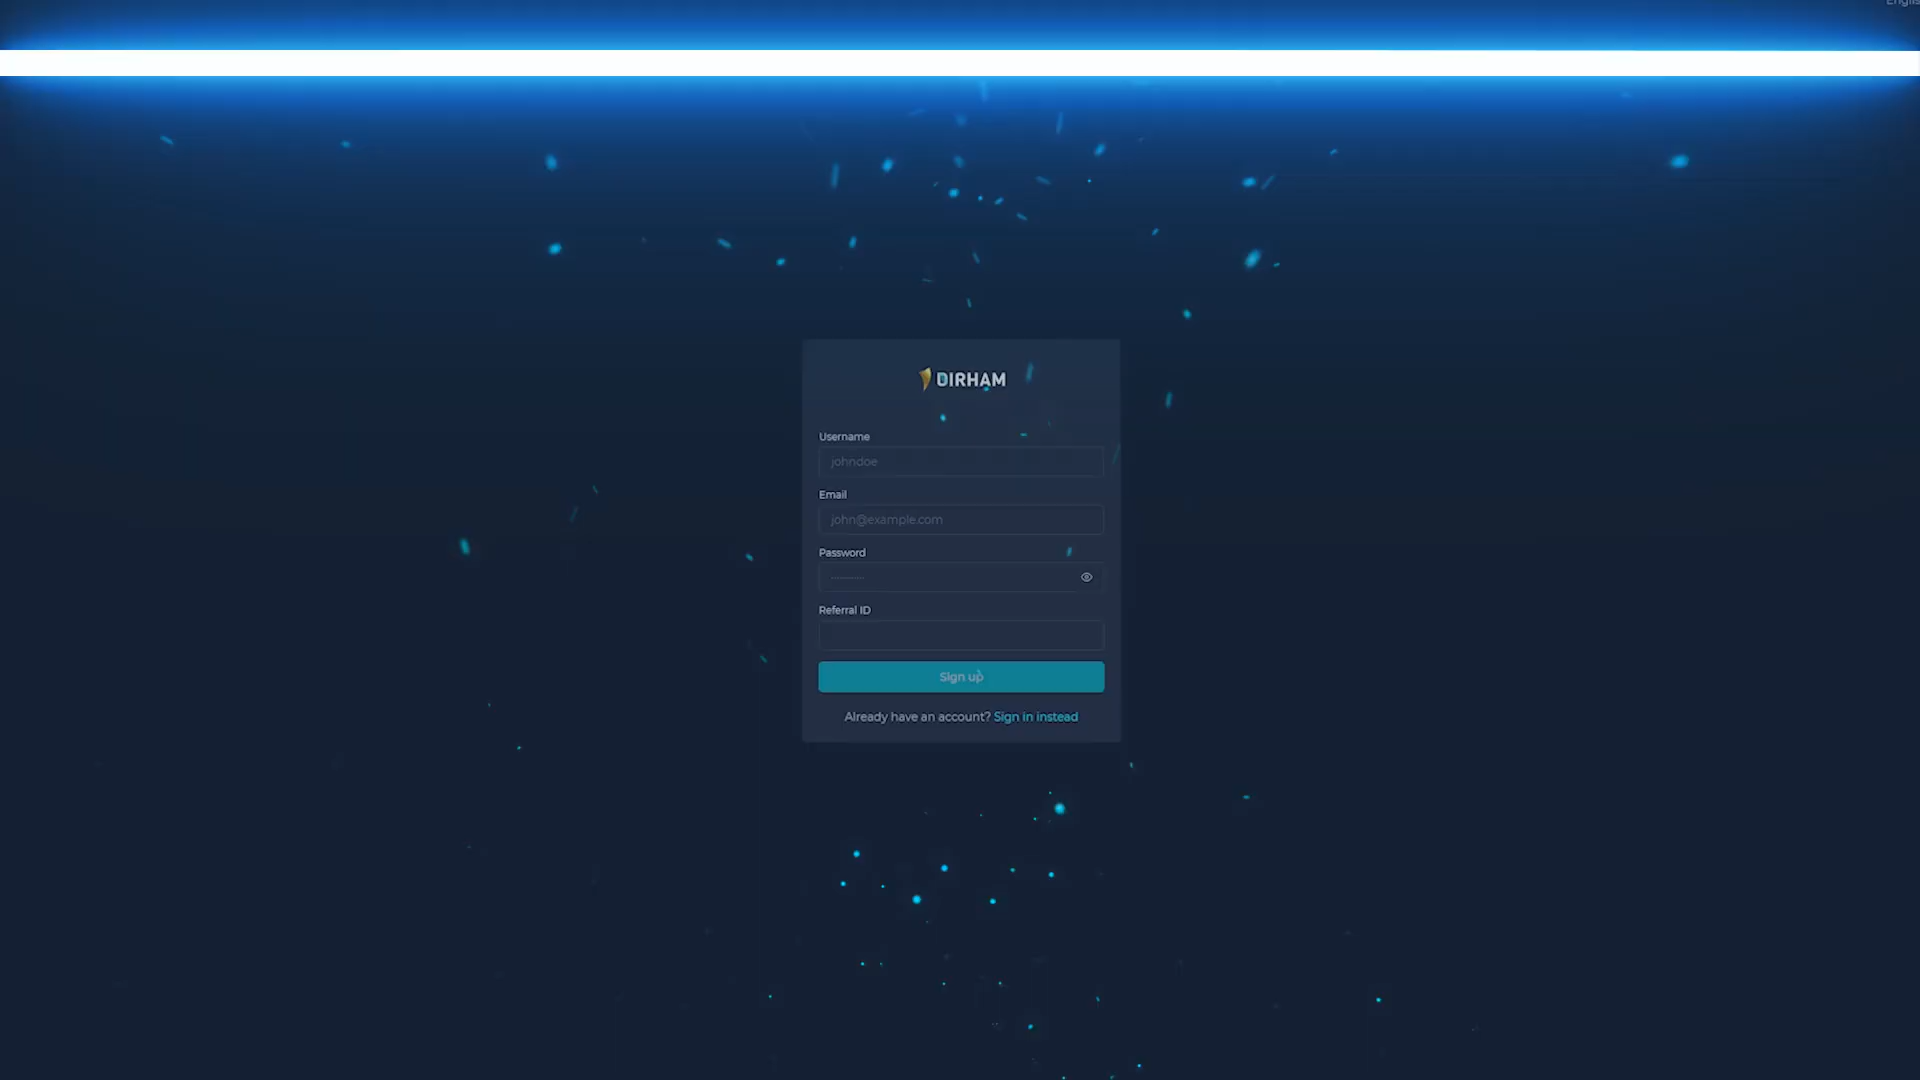 DIRHAM
Username
johndoe
Email
john@example.com
Password
Referral ID
Sign up
Already have an account? Sign in instead